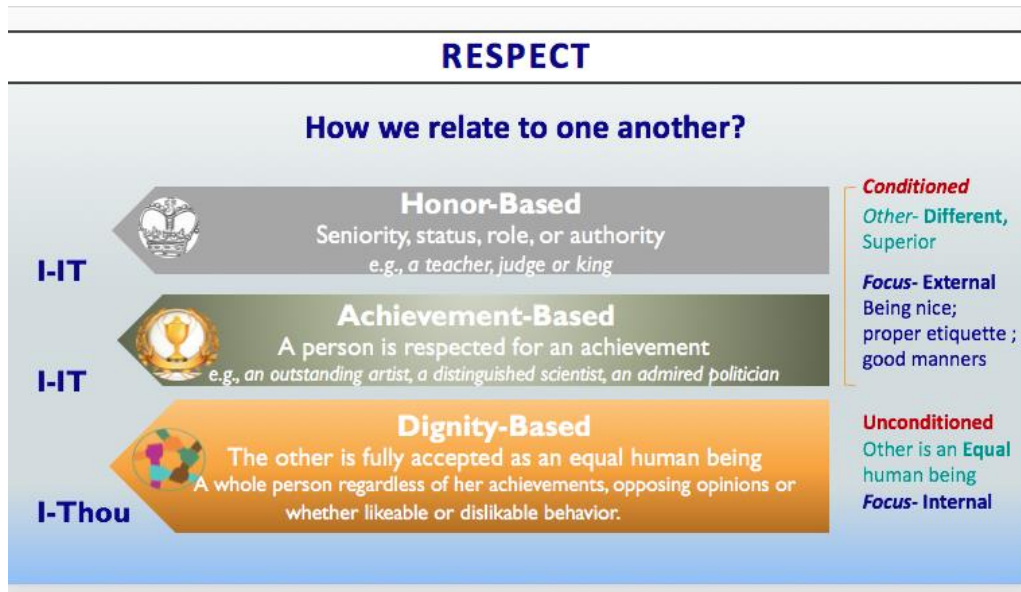 RESPECT
How we relate to one another?
I-IT
Honor-Based
Seniority, status, role, or authority
e.g., a teacher, judge or king
I-IT
Achievement-Based
A person is respected for an achievement
e.g., an outstanding artist, a distinguished scientist, an admired politician
I-Thou
Dignity-Based
The other is fully accepted as an equal human being
A whole person regardless of her achievements, opposing opinions or
whether likeable or dislikable behavior.
Conditioned
Other- Different,
Superior
Focus- External
Being nice;
proper etiquette ;
good manners
Unconditioned
Other is an Equal
human being
Focus- Internal